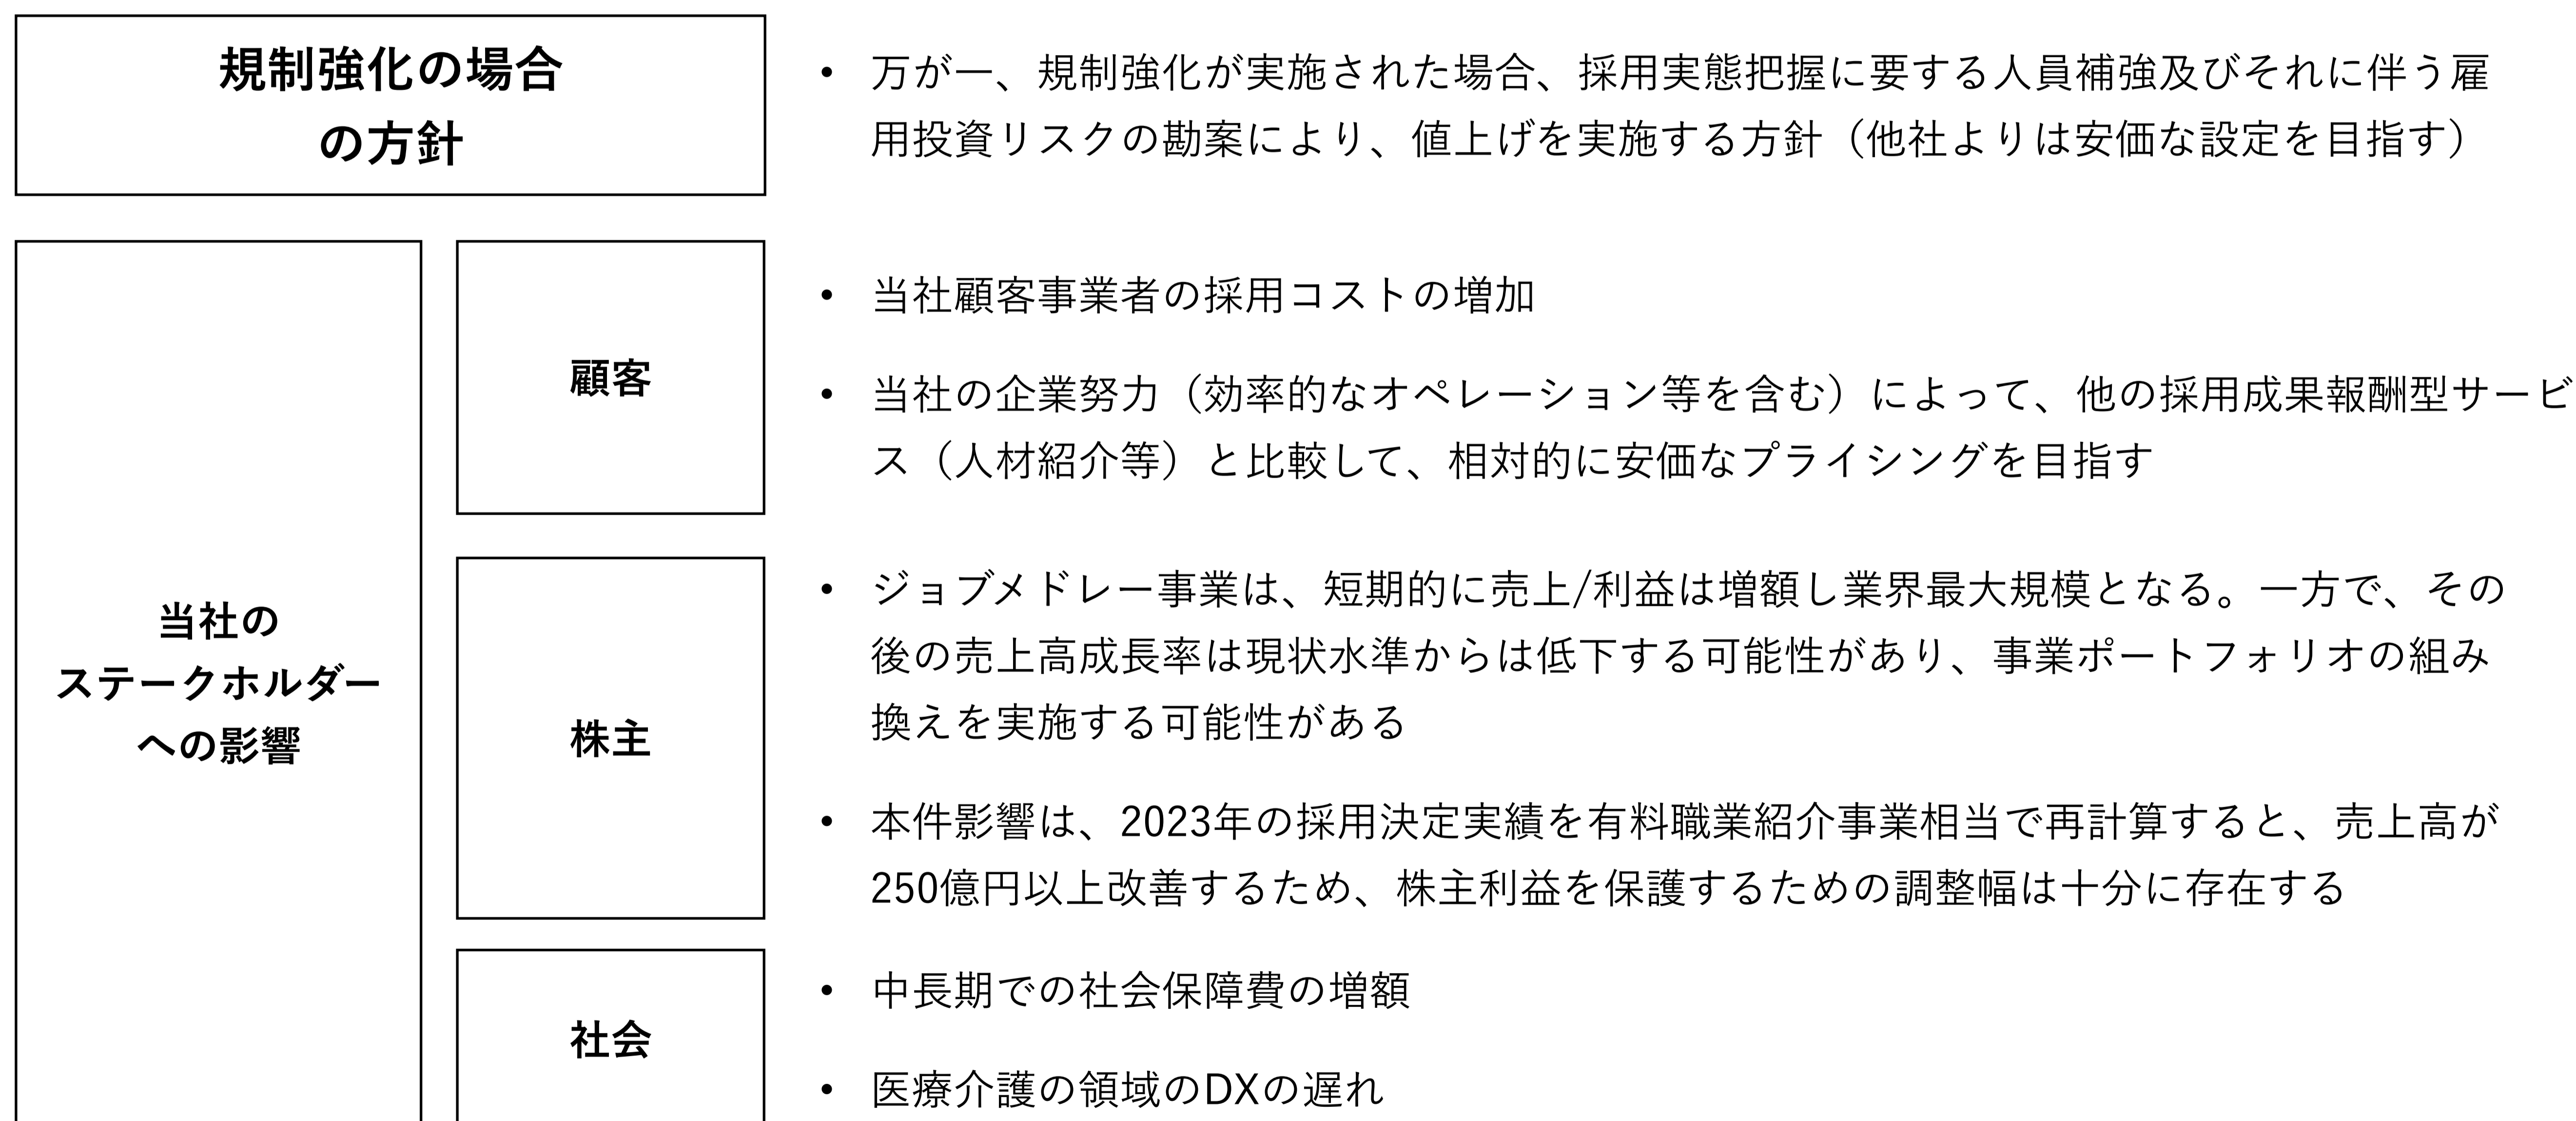 規制強化の場合
の方針
• 万が一、規制強化が実施された場合、採用実態把握に要する人員補強及びそれに伴う雇
用投資リスクの勘案により、値上げを実施する方針（他社よりは安価な設定を目指す）
当社の
ステークホルダー
への影響
顧客
• 当社顧客事業者の採用コストの増加
• 当社の企業努力（効率的なオペレーション等を含む）によって、他の採用成果報酬型サービ
ス（人材紹介等）と比較して、相対的に安価なプライシングを目指す
株主
• ジョブメドレー事業は、短期的に売上/利益は増額し業界最大規模となる。一方で、その
後の売上高成長率は現状水準からは低下する可能性があり、事業ポートフォリオの組み
換えを実施する可能性がある
• 本件影響は、2023年の採用決定実績を有料職業紹介事業相当で再計算すると、売上高が
250億円以上改善するため、株主利益を保護するための調整幅は十分に存在する
社会
• 中長期での社会保障費の増額
• 医療介護の領域のDXの遅れ